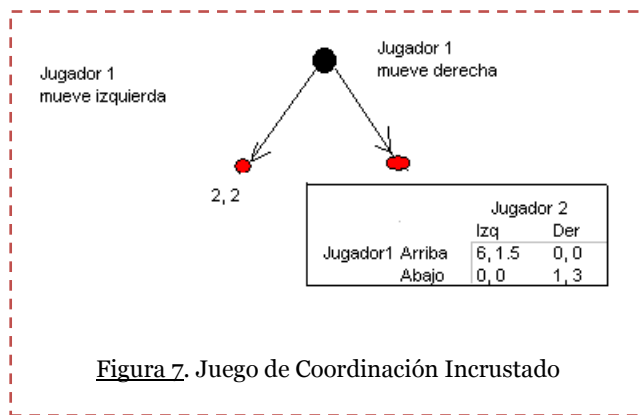 Jugador 1
mueve izquierda
Jugador 1
mueve derecha
2, 2
Jugador 2
Izq Der
Jugador1 Arriba 6, 1.5 0, 0
Abajo 0, 0 1, 3
Figura 7. Juego de Coordinación Incrustado